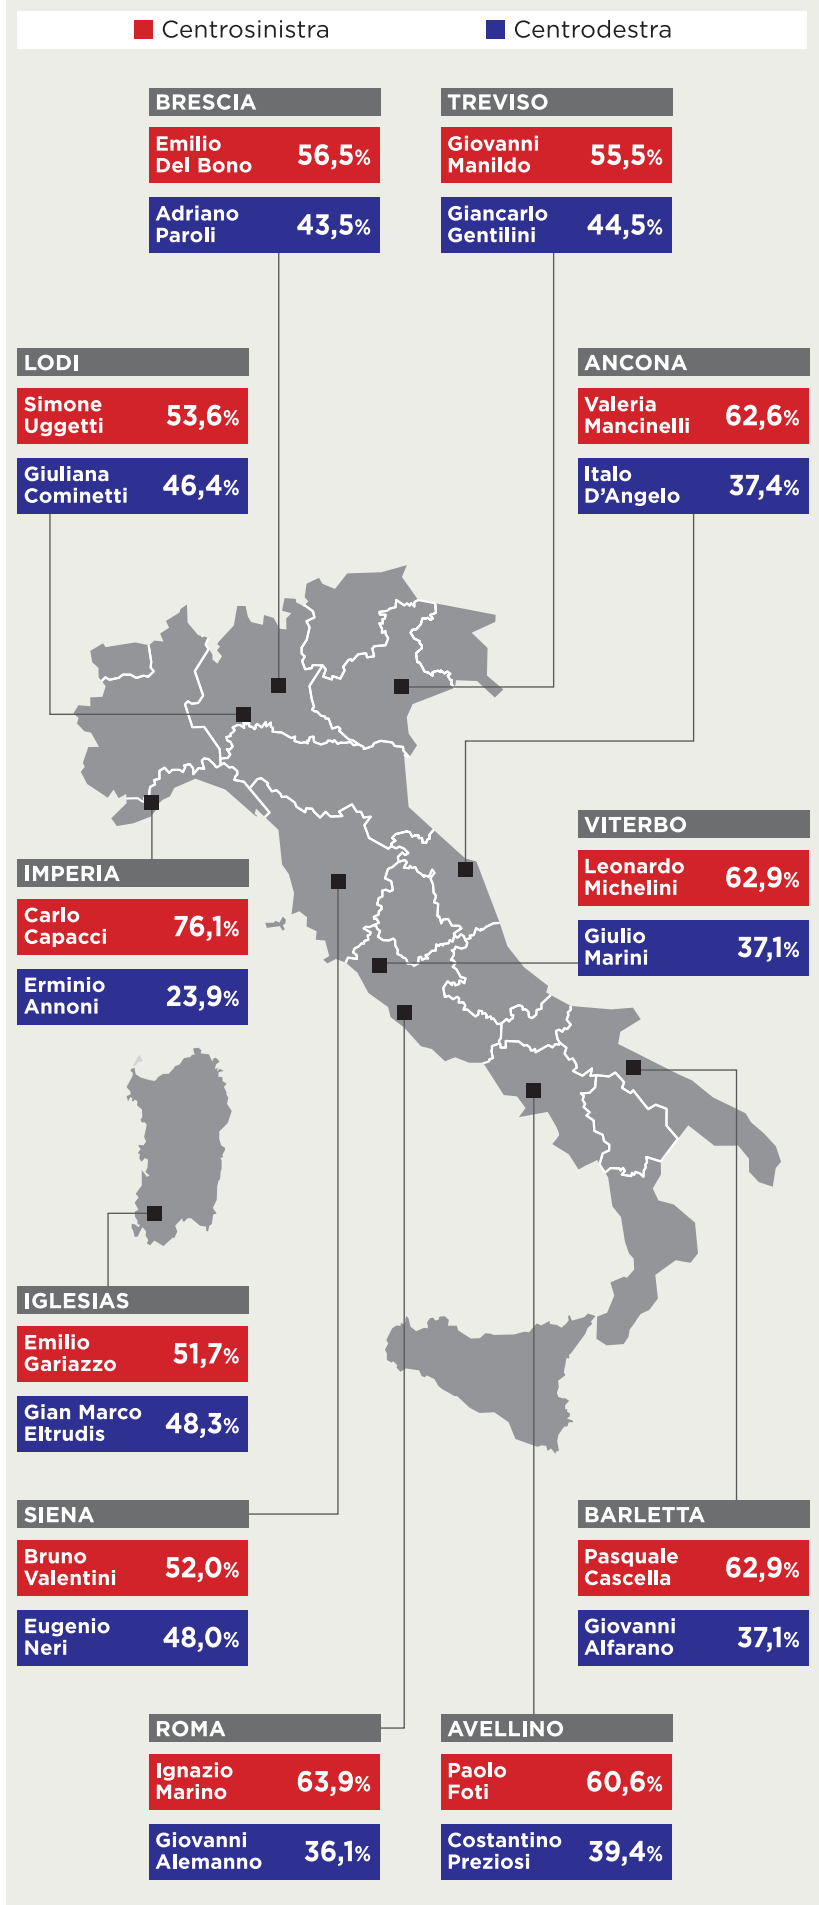 Centrosinistra
Centrodestra
BRESCIA
Emilio
Del Bono
56,5%
Adriano
Paroli
43,5%
TREVISO
Giovanni
Manildo
55,5%
Giancarlo
Gentilini
44,5%
LODI
Simone
Uggetti
53,6%
Giuliana
Cominetti
46,4%
ANCONA
Valeria
Mancinelli
62,6%
Italo
D'Angelo
37,4%
VITERBO
Leonardo
Michelini
62,9%
Giulio
Marini
37,1%
IMPERIA
Carlo
Capacci
76,1%
Erminio
Annoni
23,9%
IGLESIAS
Emilio
Gariazzo
51,7%
Gian Marco
Eltrudis
48,3%
SIENA
Bruno
Valentini
52,0%
Eugenio
Neri
48,0%
BARLETTA
Pasquale
Cascella
62,9%
Giovanni
Alfarano
37,1%
ROMA
Ignazio
Marino
63,9%
Giovanni
Alemanno
36,1%
AVELLINO
Paolo
Foti
60,6%
Costantino
Preziosi
39,4%